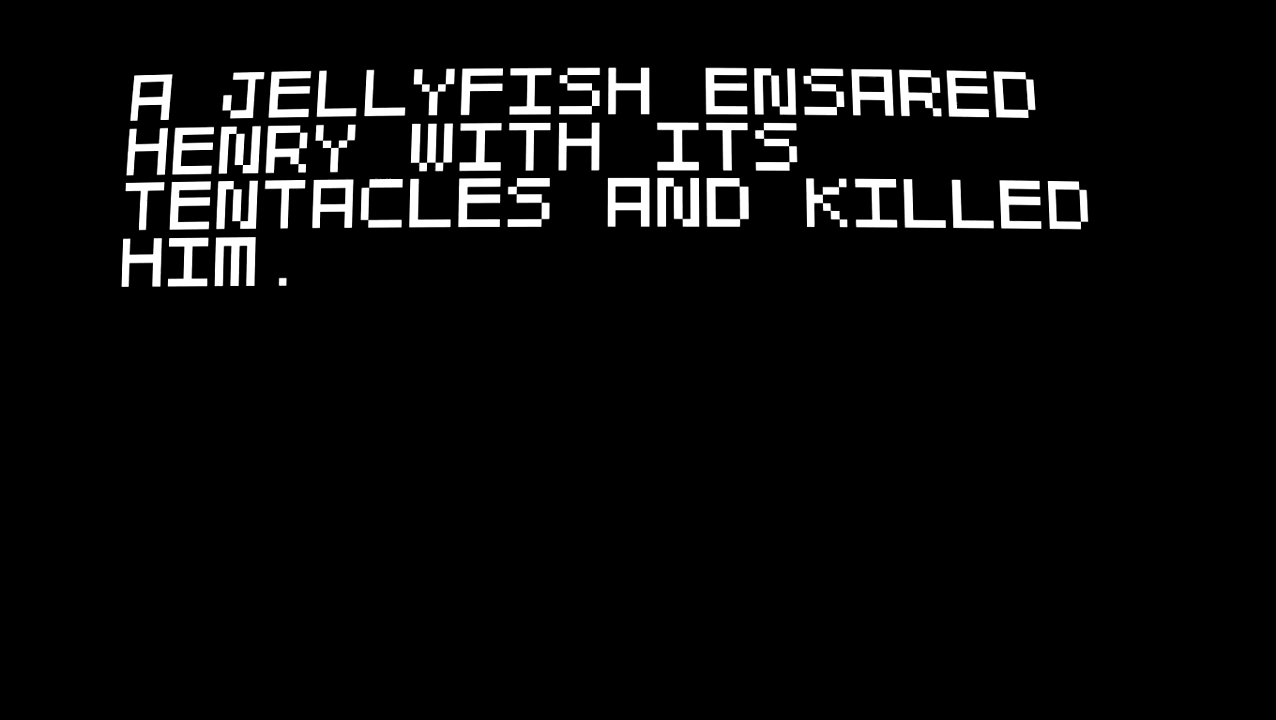 A JELLYFISH ENSARED
HENRY WITH ITS
TENTACLES AND KILLED
HIM.